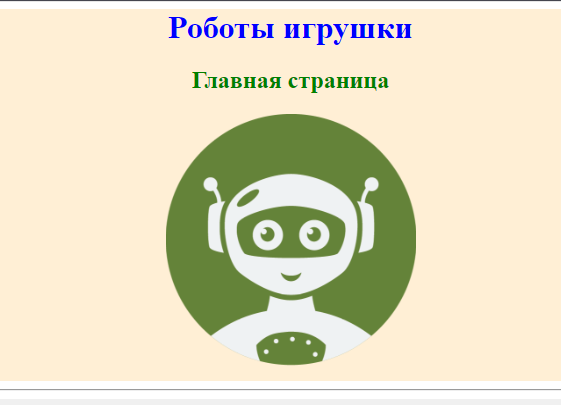 Роботы игрушки
Главная страница